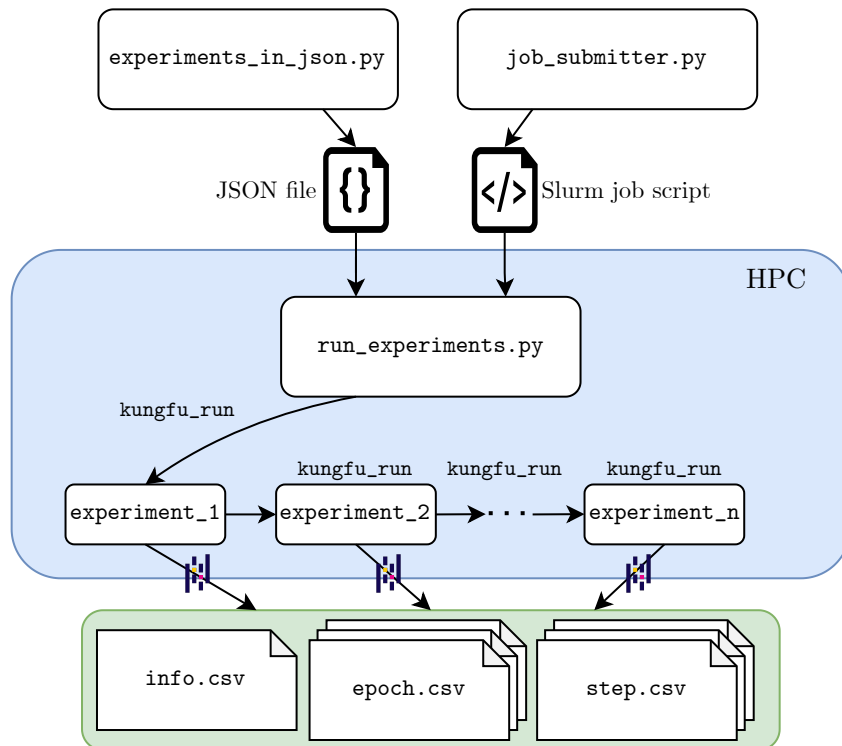 experiments_in_json.py
job_submitter.py
JSON file
{}
</>
Slurm job script
HPC
run_experiments.py
kungfu_run
kungfu_run
kungfu_run
kungfu_run
experiment_1
experiment_2
···
experiment_n
info.csv
epoch.csv
step.csv